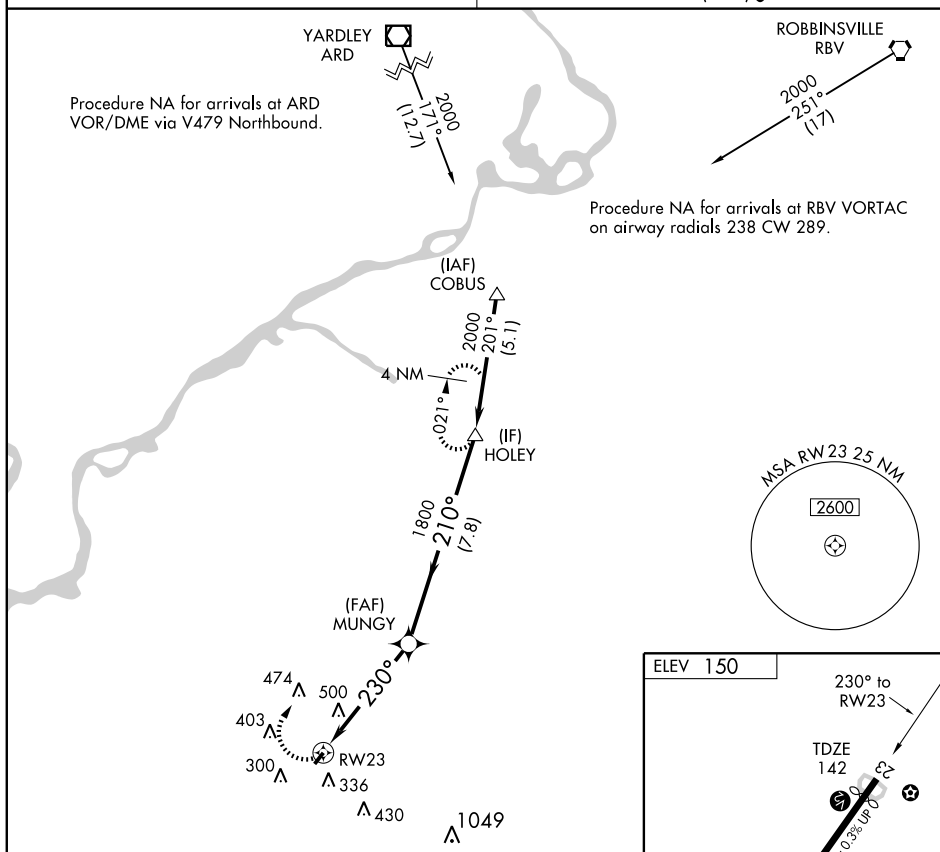 YARDLEY
ARD
ROBBINSVILLE
RBV
Procedure NA for arrivals at ARD
VOR/DME via V479 Northbound.
2000
171°
(12.7)
2000
251°
(17)
Procedure NA for arrivals at RBV VORTAC
on airway radials 238 CW 289.
(IAF)
COBUS
2000
201°
(5.1)
4 NM
021°
(IF)
HOLEY
1800
210°
(7.8)
MSA RW23 25 NM
2600
(FAF)
MUNGY
230°
474
500
403
RW23
300
336
430
1049
ELEV 150
230° to
RW23
TDZE
142
23
0.3% UP